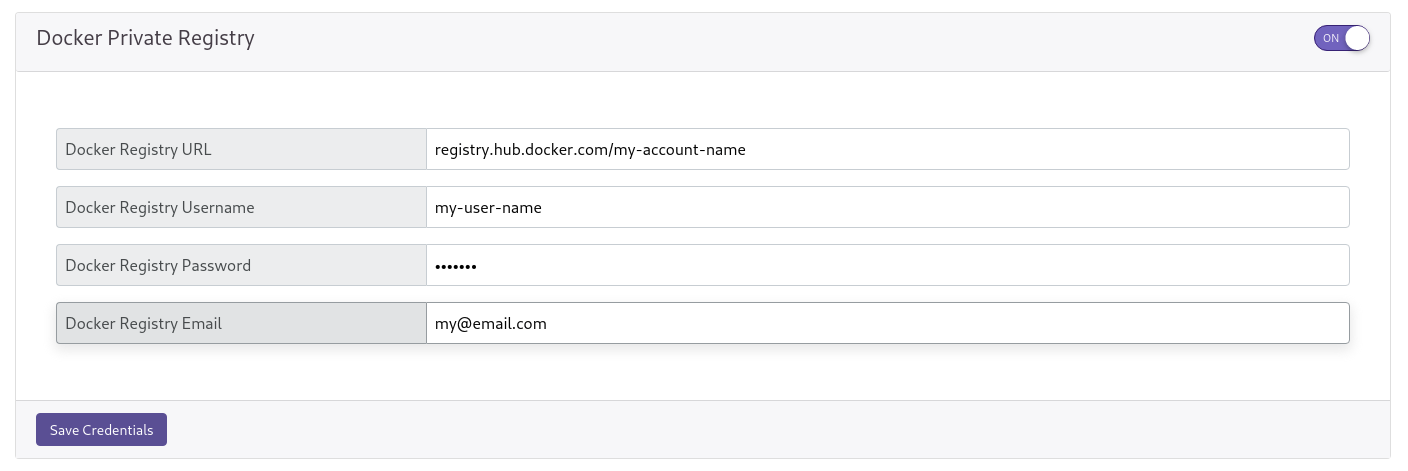 Docker Private Registry
ON
Docker Registry URL registry.hub.docker.com/my-account-name
Docker Registry Username my-user-name
Docker Registry Password •••••••
Docker Registry Email my@email.com
Save Credentials